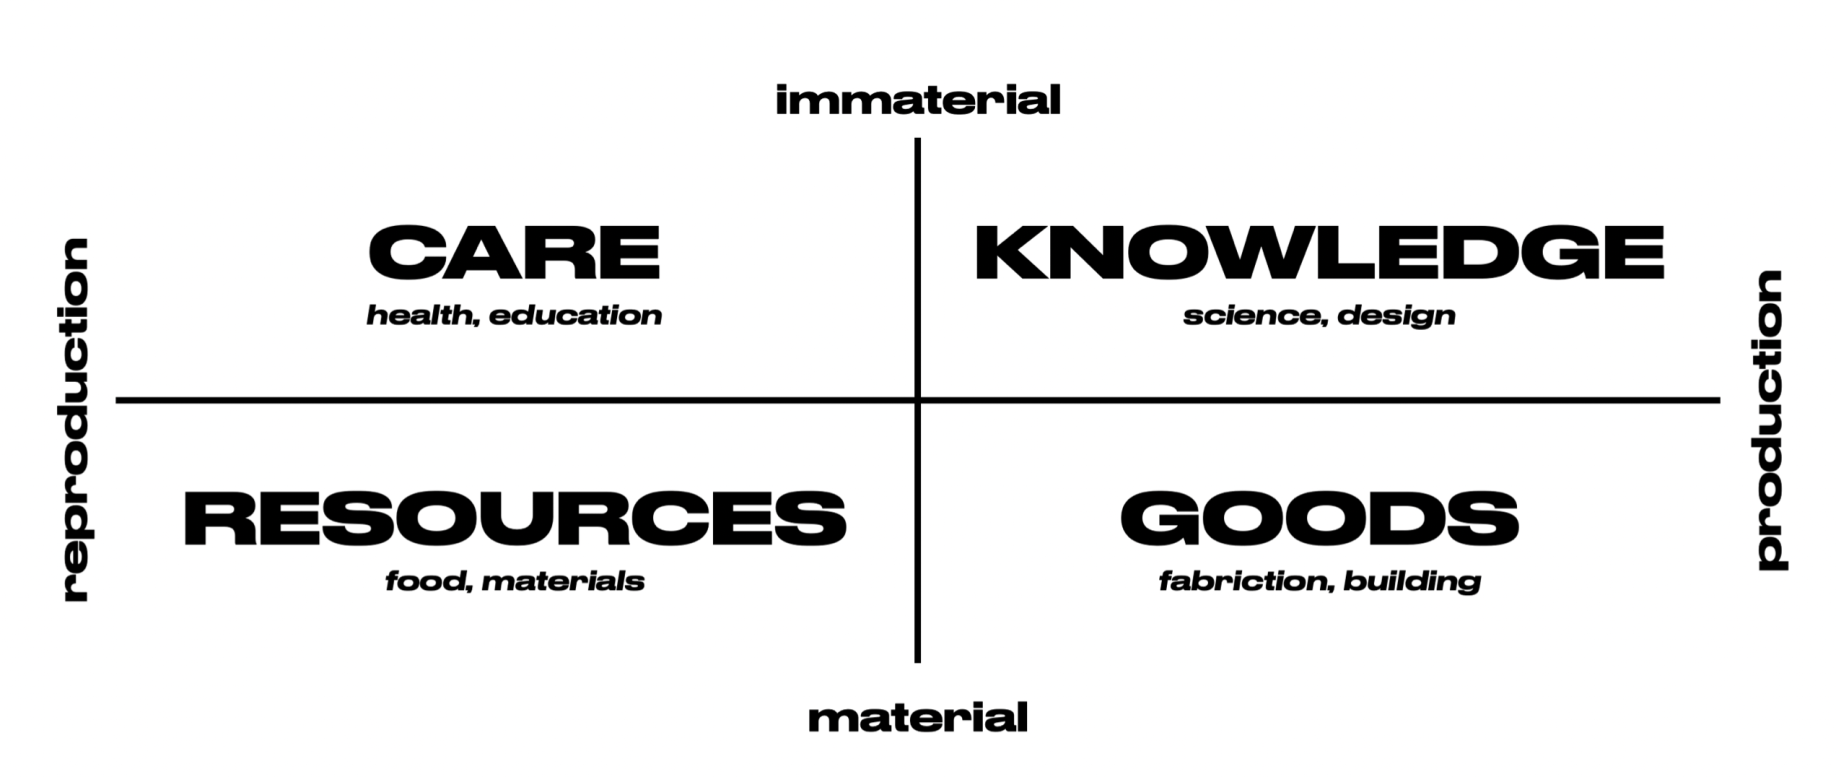 immaterial
CARE
health, education
KNOWLEDGE
science, design
reproduction
production
RESOURCES
food, materials
GOODS
fabriction, building
material